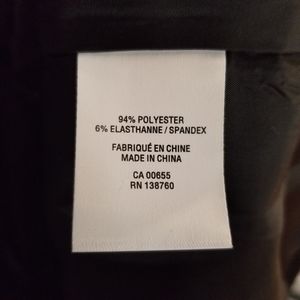 94% POLYESTER
6% ELASTHANNE / SPANDEX
FABRIQUÉ EN CHINE
MADE IN CHINA
CA 00655
RN 138760